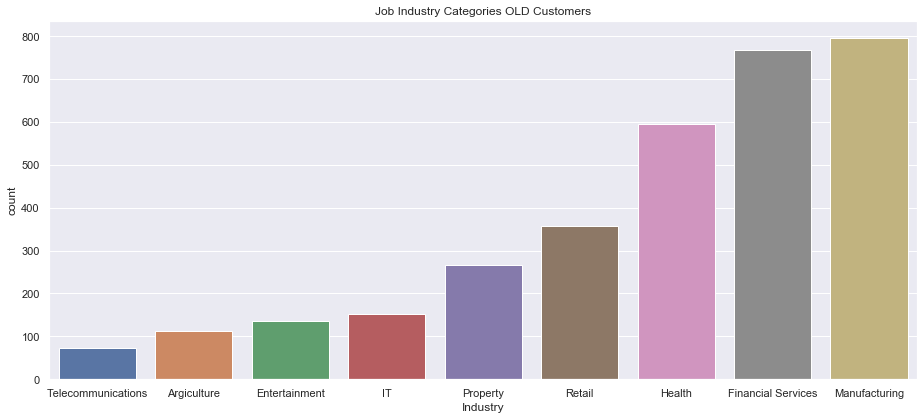 Job Industry Categories OLD Customers
count
800
700
600
500
400
300
200
100
0
Telecommunications Argiculture Entertainment IT Property Retail Health Financial Services Manufacturing
Industry